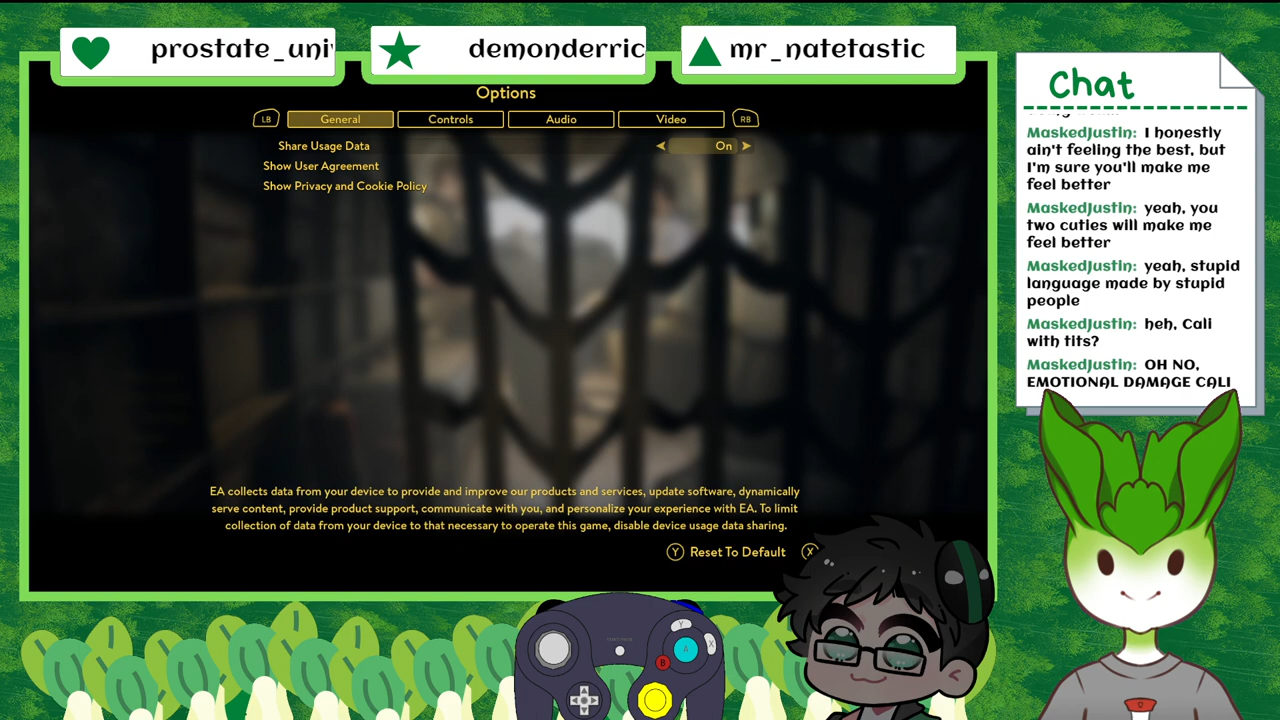 prostate_uni
demonderric
mr_natetastic
Options
LB General Controls Audio Video RB
Share Usage Data On
Show User Agreement
Show Privacy and Cookie Policy
EA collects data from your device to provide and improve our products and services, update software, dynamically
serve content, provide product support, communicate with you, and personalize your experience with EA. To limit
collection of data from your device to that necessary to operate this game, disable device usage data sharing.
Y Reset To Default X
Chat
MaskedJustin: I honestly
ain't feeling the best, but
I'm sure you'll make me
feel better
MaskedJustin: yeah, you
two cuties will make me
feel better
MaskedJustin: yeah, stupid
language made by stupid
people
MaskedJustin: heh, Cali
with tits?
MaskedJustin: OH NO,
EMOTIONAL DAMAGE CALI
Y
X
A
B